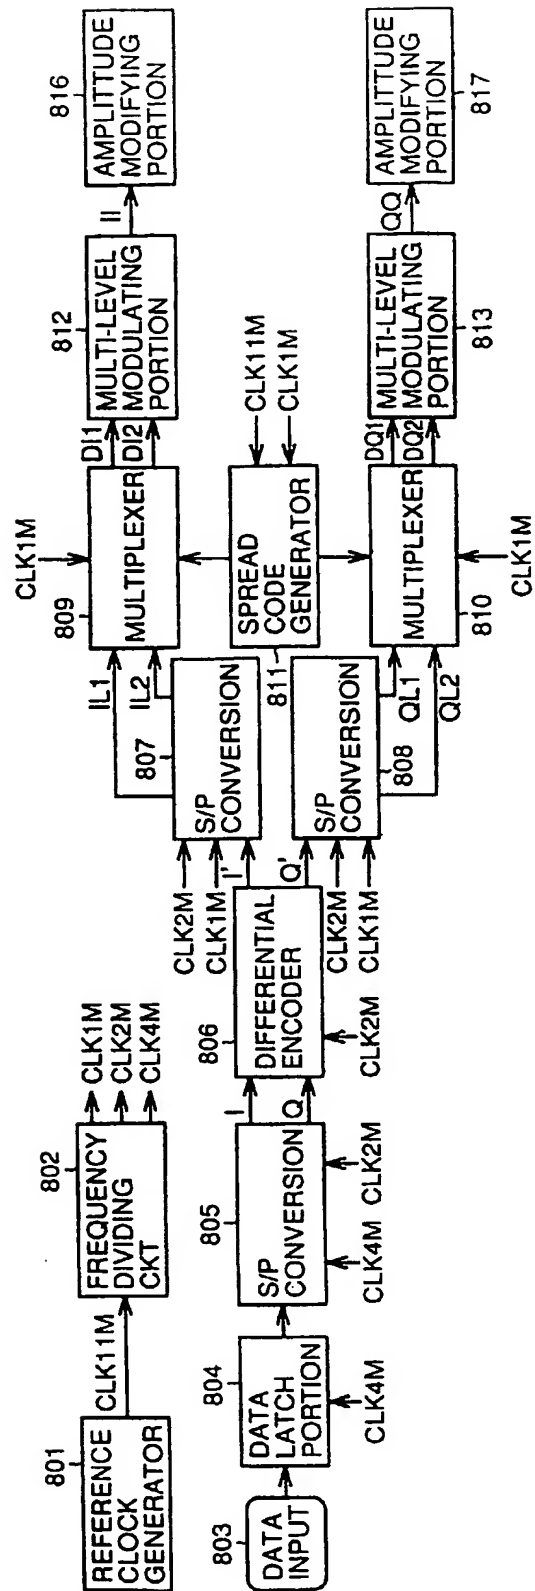 801
REFERENCE
CLOCK
GENERATOR
CLK11M
802
FREQUENCY
DIVIDING
CKT
CLK1M
CLK2M
CLK4M
803
DATA
INPUT
804
DATA
LATCH
PORTION
CLK4M
805
S/P
CONVERSION
CLK4M
CLK2M
I
Q
806
DIFFERENTIAL
ENCODER
CLK2M
I'
Q'
CLK2M
CLK1M
807
S/P
CONVERSION
IL1
IL2
CLK2M
CLK1M
808
S/P
CONVERSION
QL1
QL2
809
MULTIPLEXER
CLK1M
DI1
DI2
811
SPREAD
CODE
GENERATOR
CLK11M
CLK1M
810
MULTIPLEXER
CLK1M
DQ1
DQ2
812
MULTI-LEVEL
MODULATING
PORTION
II
813
MULTI-LEVEL
MODULATING
PORTION
QQ
816
AMPLITTUDE
MODIFYING
PORTION
817
AMPLITTUDE
MODIFYING
PORTION